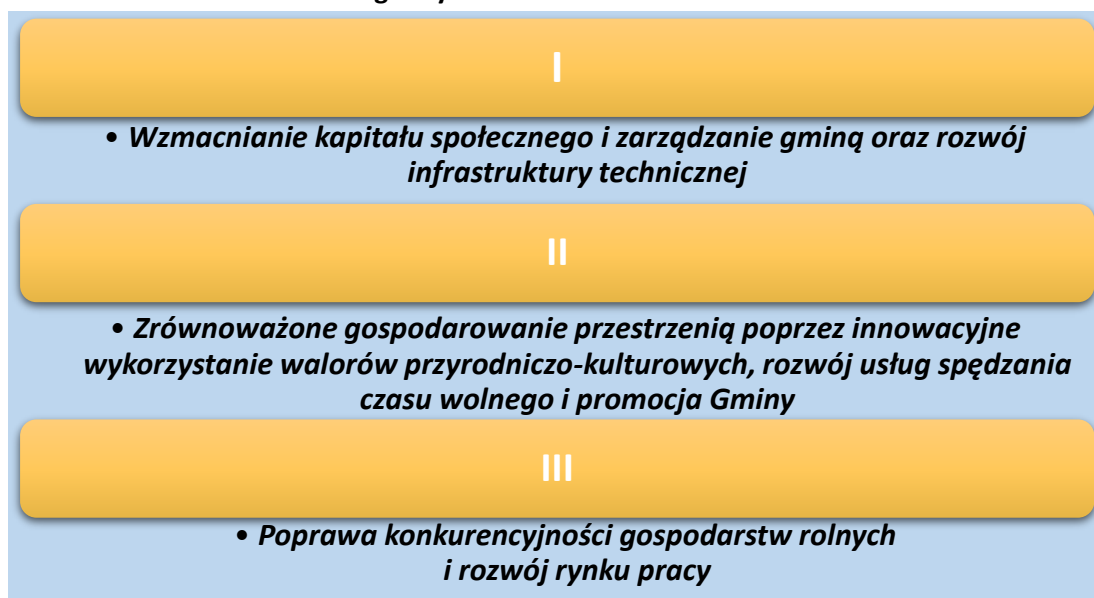 I
• Wzmacnianie kapitału społecznego i zarządzanie gminą oraz rozwój
infrastruktury technicznej
II
• Zrównoważone gospodarowanie przestrzenią poprzez innowacyjne
wykorzystanie walorów przyrodniczo-kulturowych, rozwój usług spędzania
czasu wolnego i promocja Gminy
III
• Poprawa konkurencyjności gospodarstw rolnych
i rozwój rynku pracy